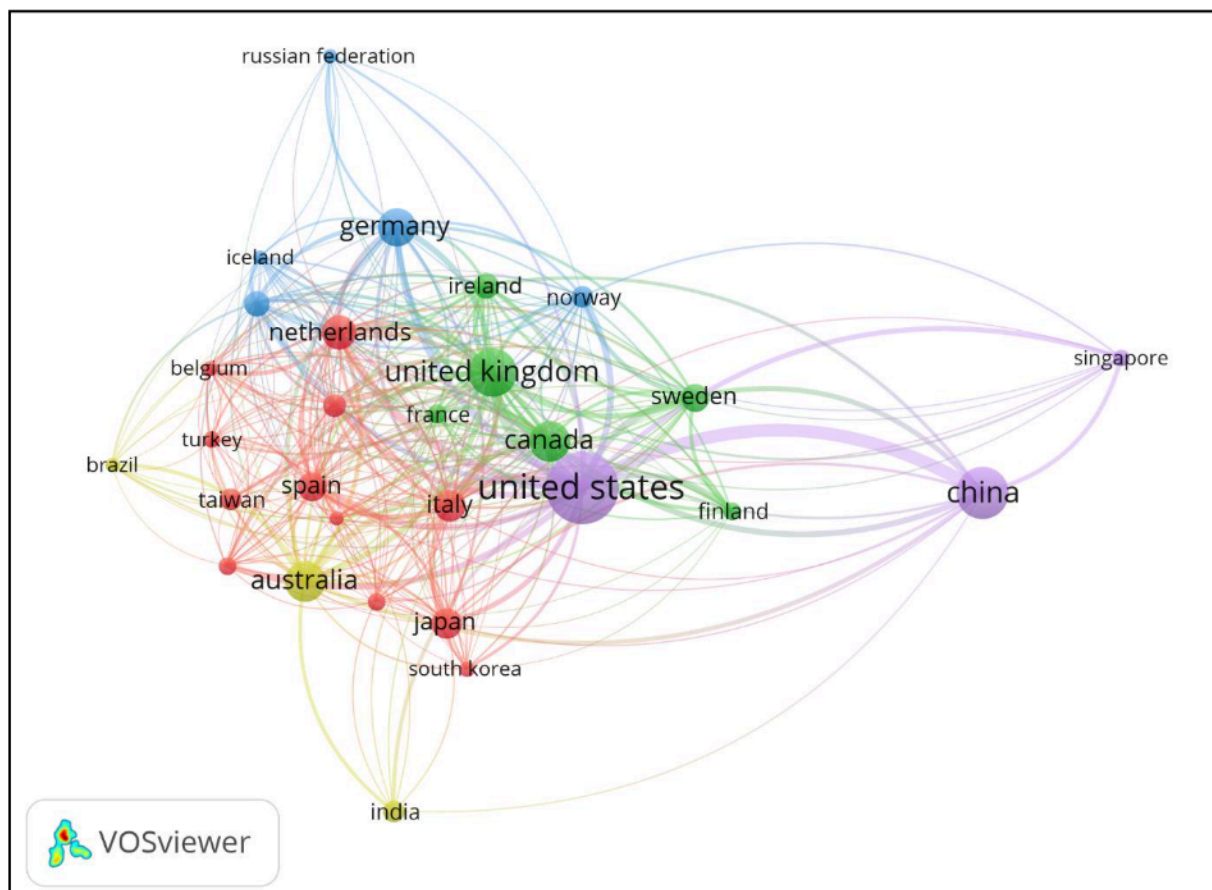 russian federation
germany
iceland
ireland
norway
netherlands
belgium
united kingdom
singapore
sweden
france
turkey
canada
brazil
spain
united states
china
taiwan
italy
finland
australia
japan
south korea
india
VOSviewer